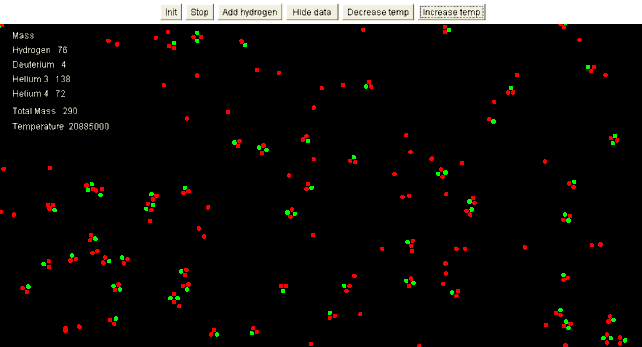 Init Stop Add hydrogen Hide data Decrease temp Increase temp
Mass
Hydrogen 76
Deuterium 4
Helium 3 138
Helium 4 72
Total Mass 290
Temperature 20885000